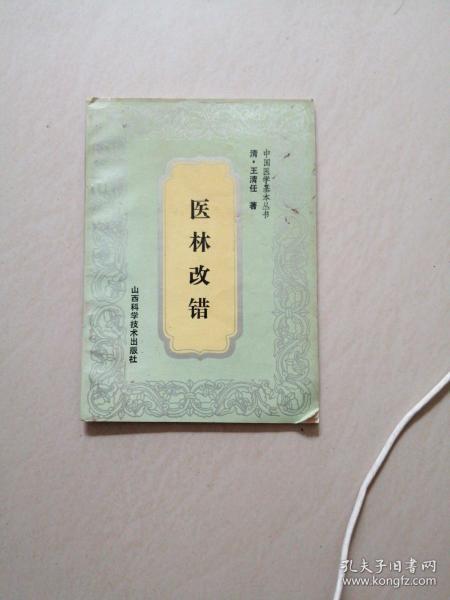 中国医学基本丛书
清·王清任 著
医林改错
山西科学技术出版社
孔夫子旧书网
www.kongfz.com